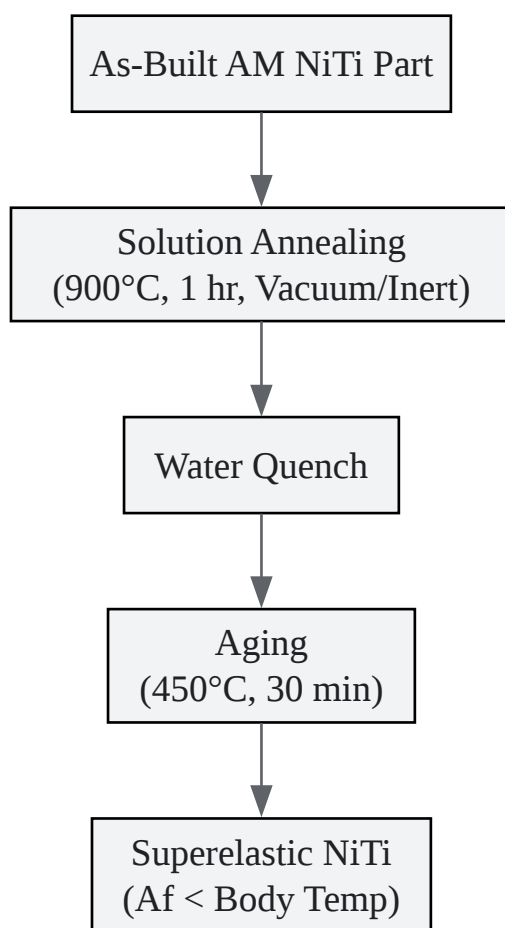 As-Built AM NiTi Part
Solution Annealing
(900°C, 1 hr, Vacuum/Inert)
Water Quench
Aging
(450°C, 30 min)
Superelastic NiTi
(Af < Body Temp)